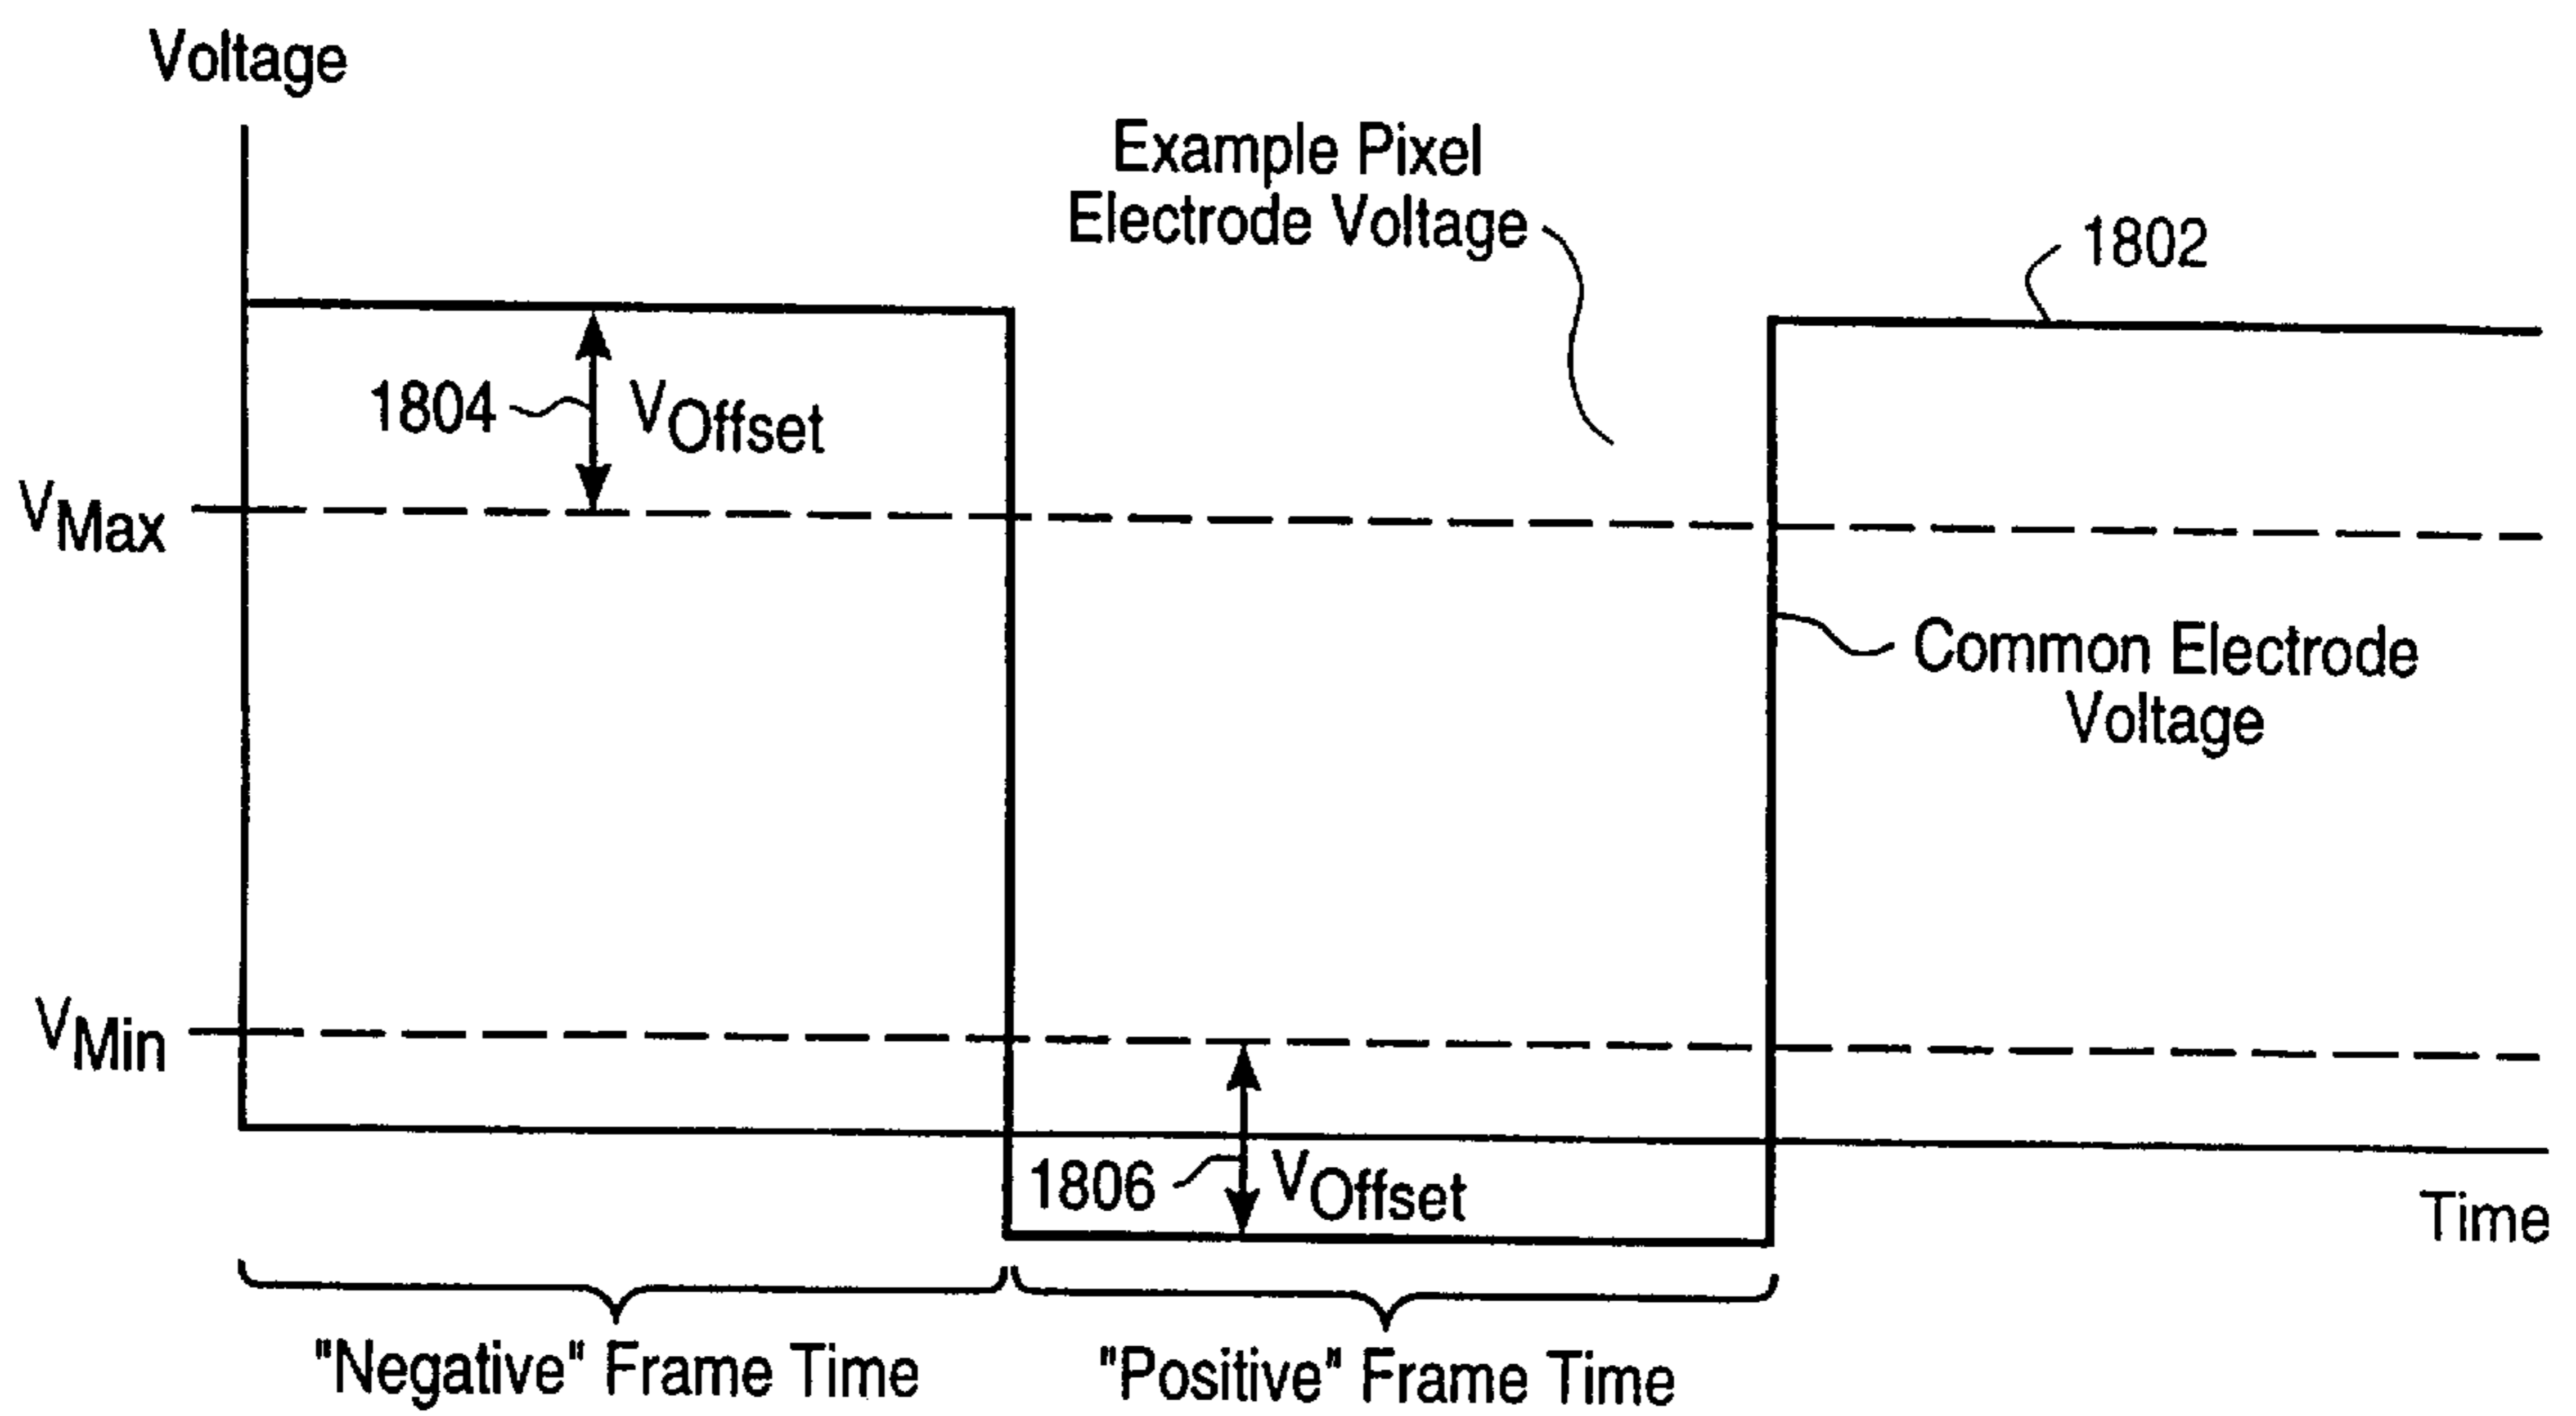 Voltage
Example Pixel
Electrode Voltage
1802
1804
VOffset
VMax
Common Electrode
Voltage
VMin
1806
VOffset
Time
"Negative" Frame Time
"Positive" Frame Time